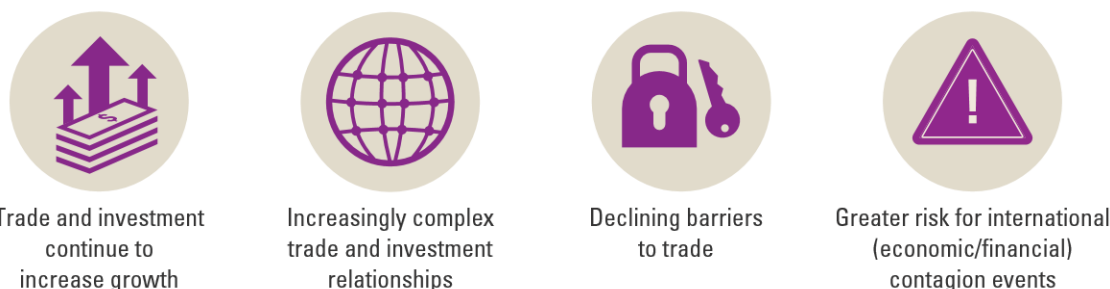 Trade and investment
continue to
increase growth
Increasingly complex
trade and investment
relationships
Declining barriers
to trade
Greater risk for international
(economic/financial)
contagion events
$
!